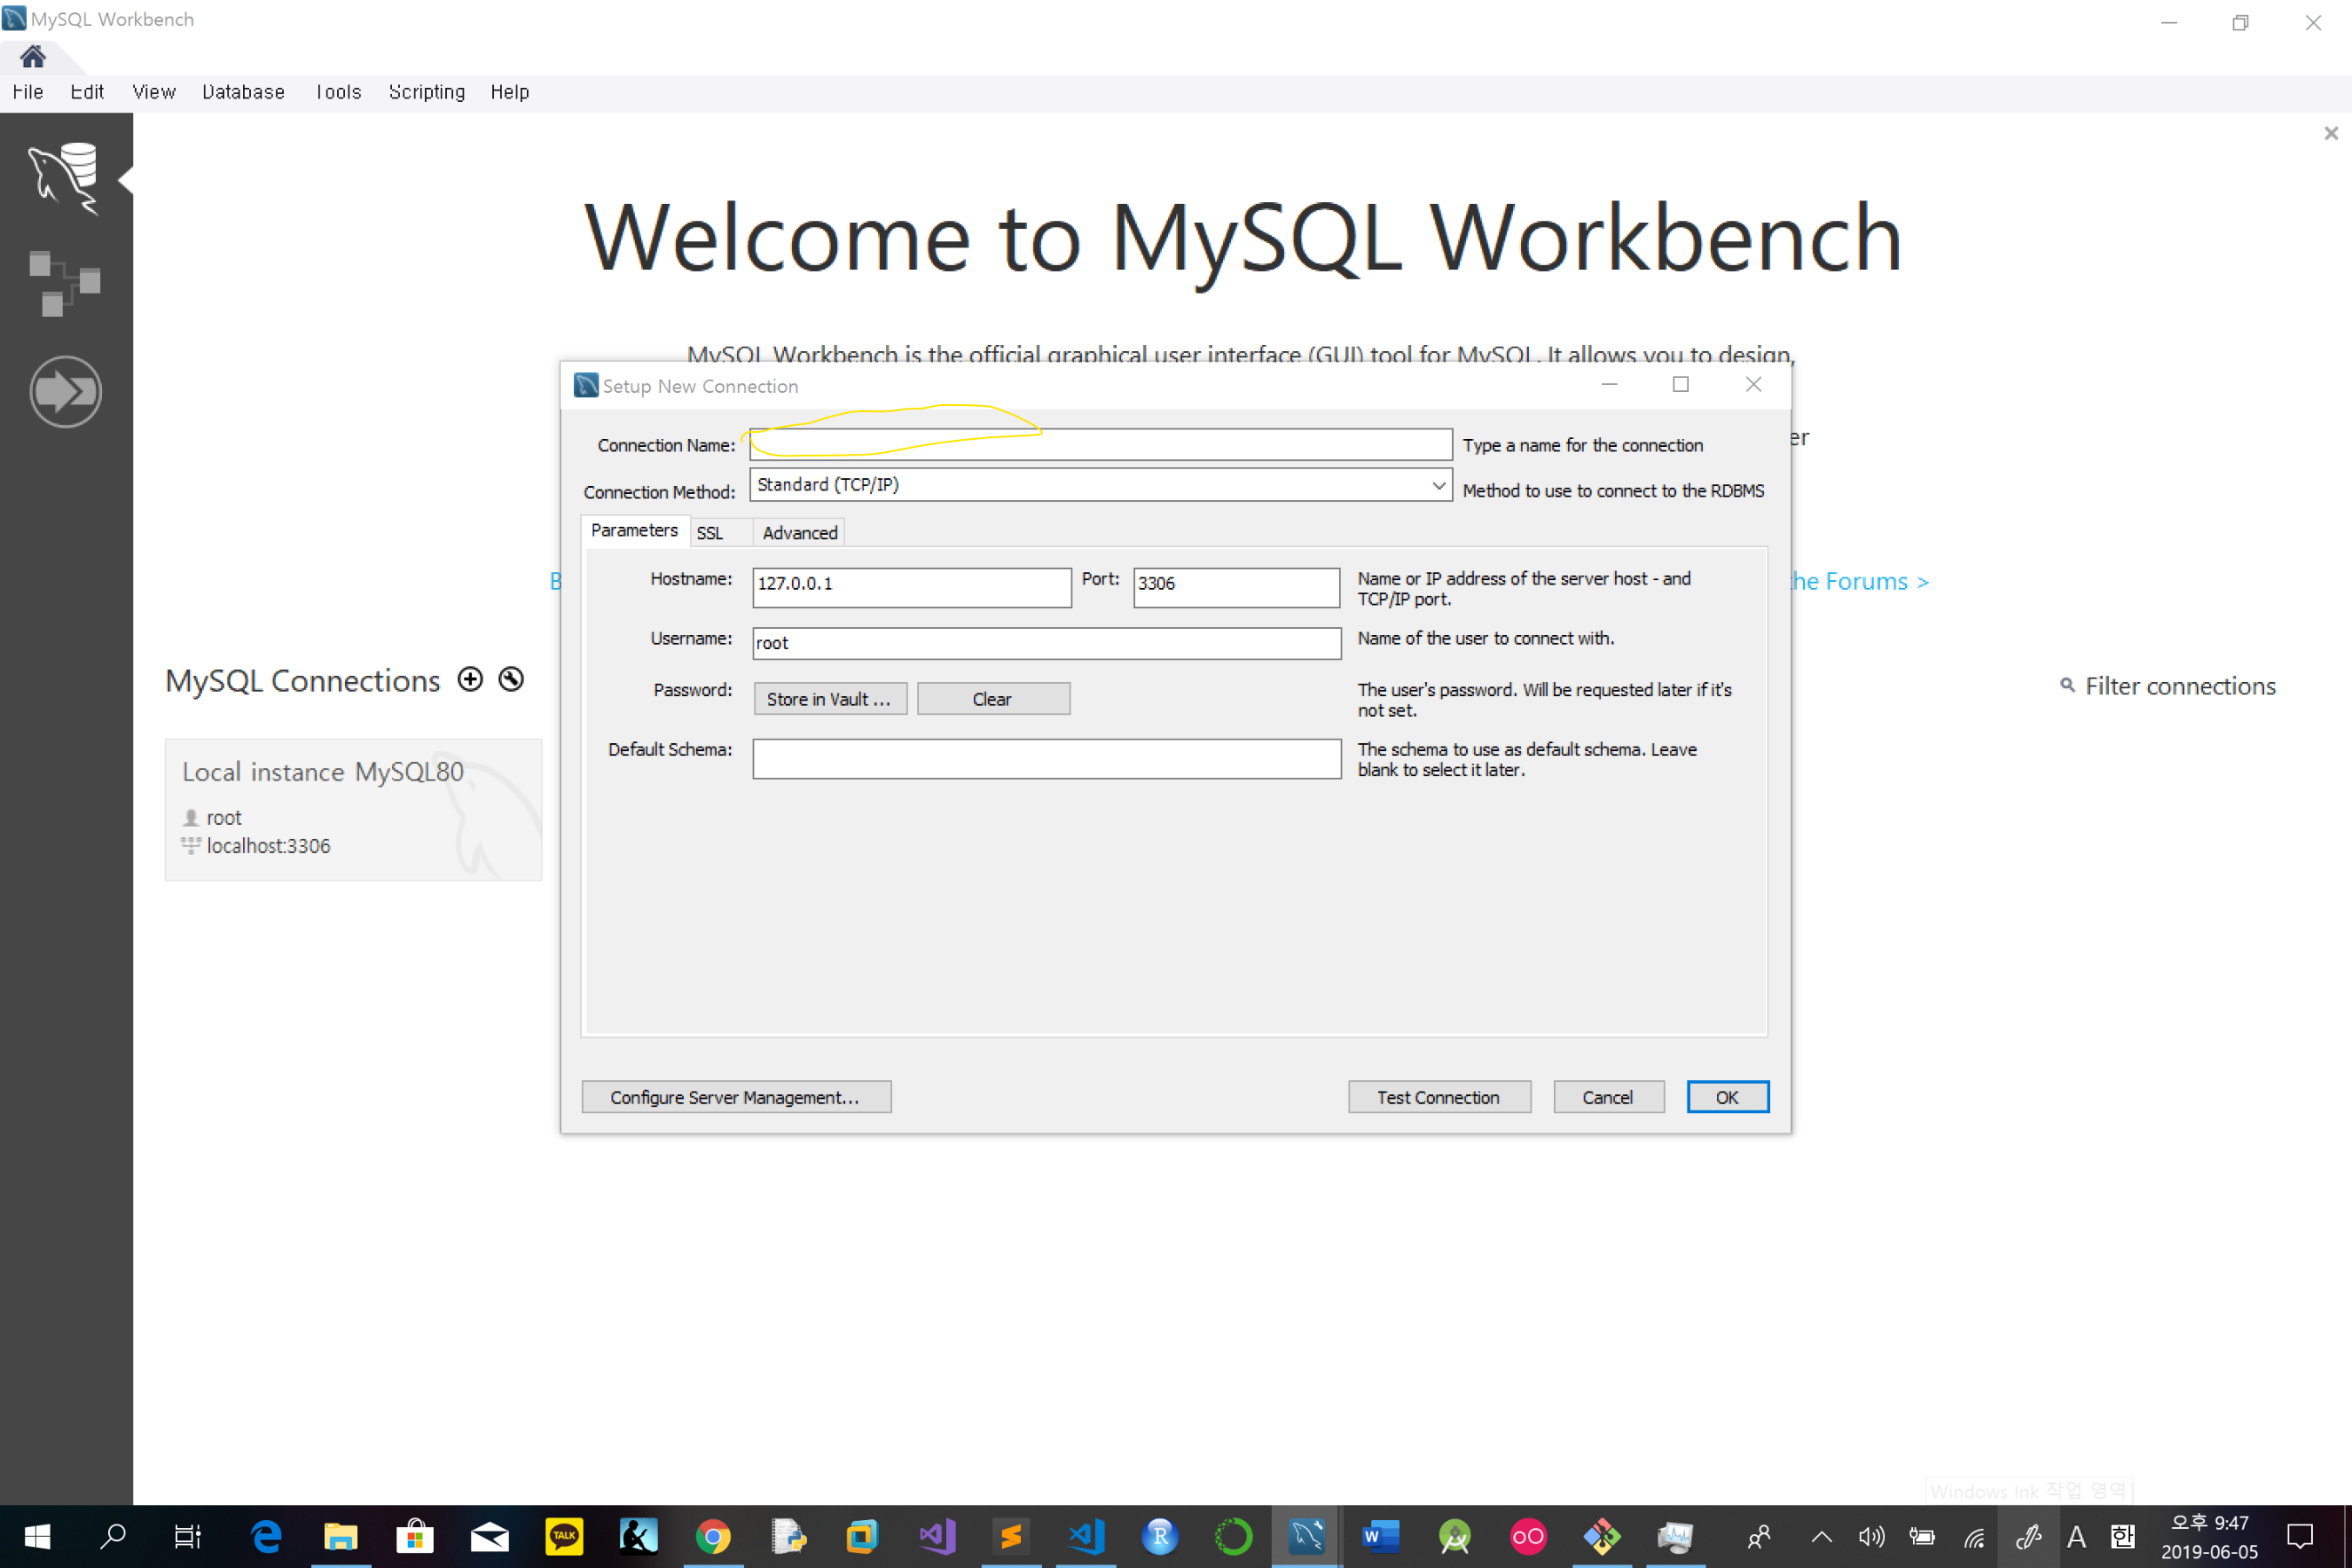 MySQL Workbench
File Edit View Database Tools Scripting Help
Welcome to MySQL Workbench
MySQL Workbench is the official graphical user interface (GUI) tool for MySQL. It allows you to design,
er
B
the Forums >
MySQL Connections
Filter connections
Local instance MySQL80
root
localhost:3306
Setup New Connection
Connection Name: Type a name for the connection
Connection Method: Standard (TCP/IP) Method to use to connect to the RDBMS
Parameters SSL Advanced
Hostname: 127.0.0.1 Port: 3306 Name or IP address of the server host - and
TCP/IP port.
Username: root Name of the user to connect with.
Password: Store in Vault ... Clear The user's password. Will be requested later if it's
not set.
Default Schema: The schema to use as default schema. Leave
blank to select it later.
Configure Server Management... Test Connection Cancel OK
Windows Ink 작업 영역
TALK
R
W
A 한
오후 9:47
2019-06-05